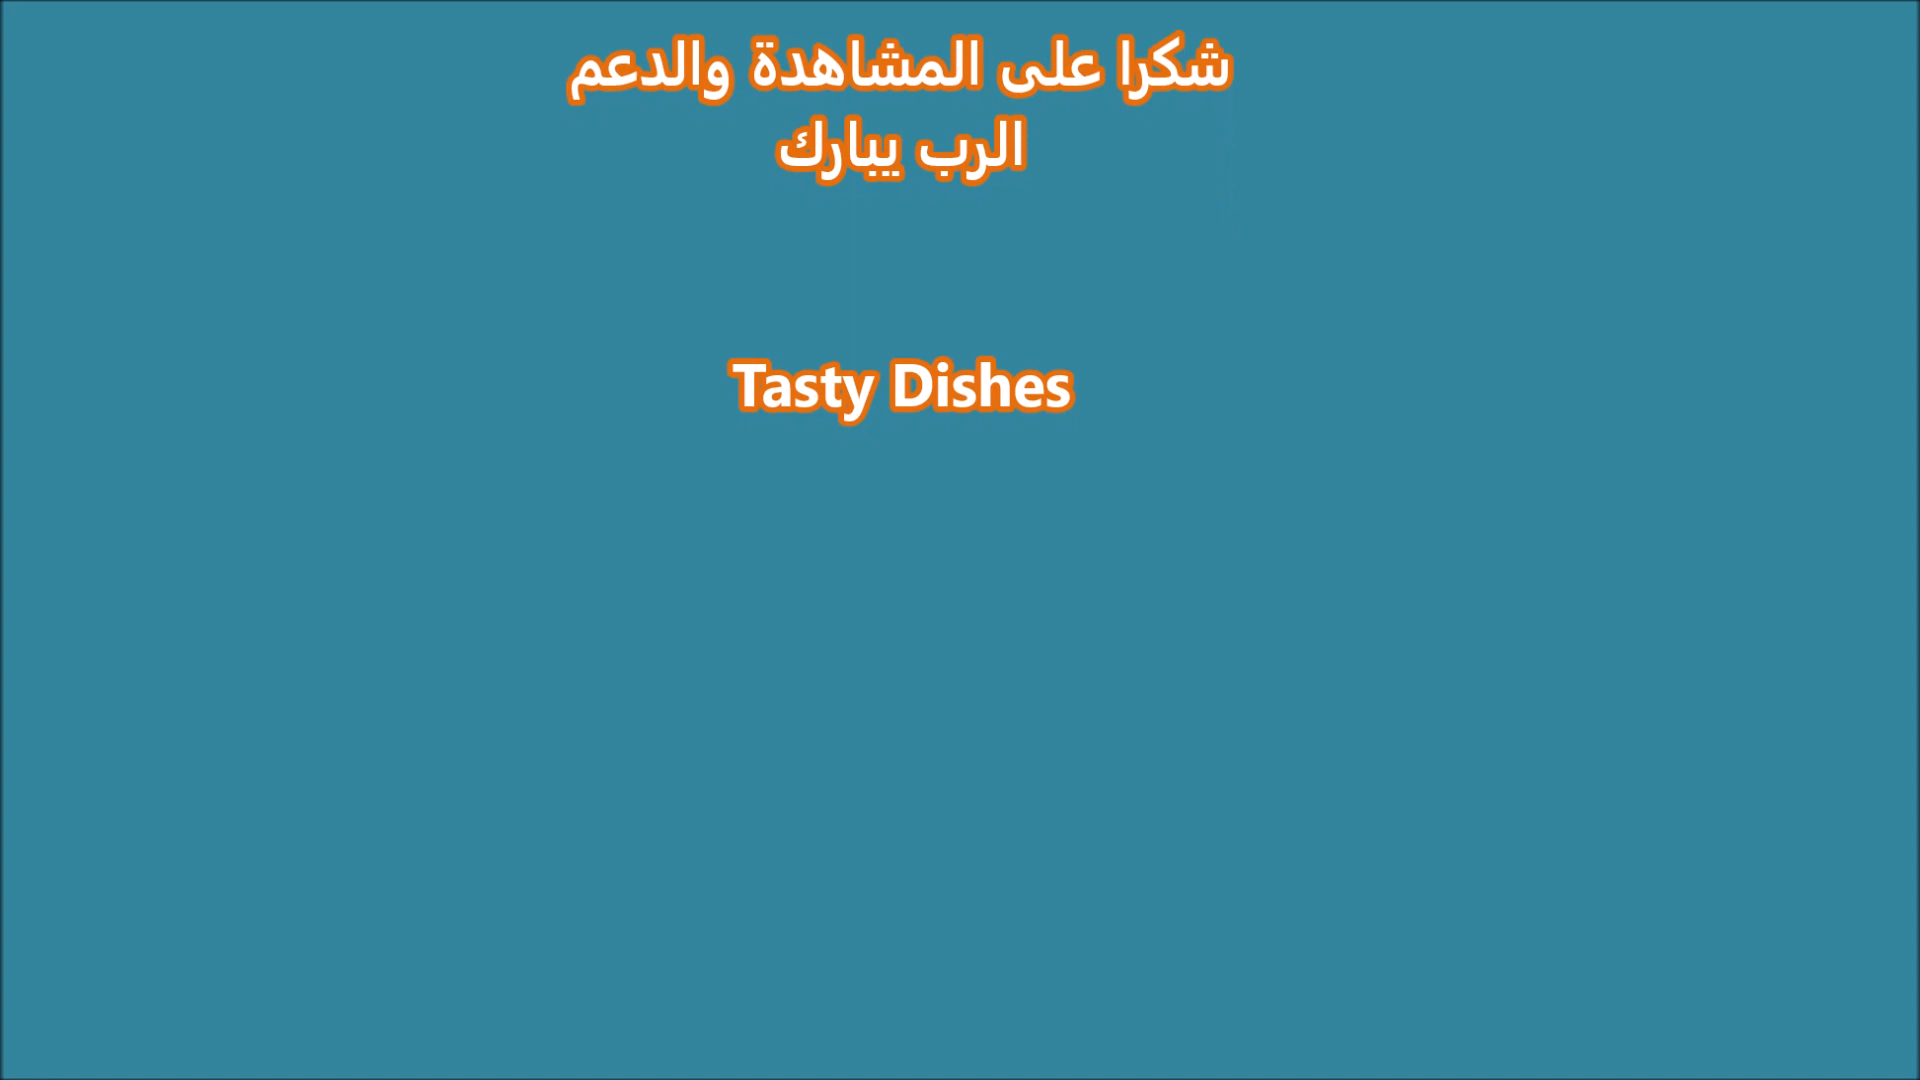 شكرا على المشاهدة والدعم
الرب يبارك
Tasty Dishes